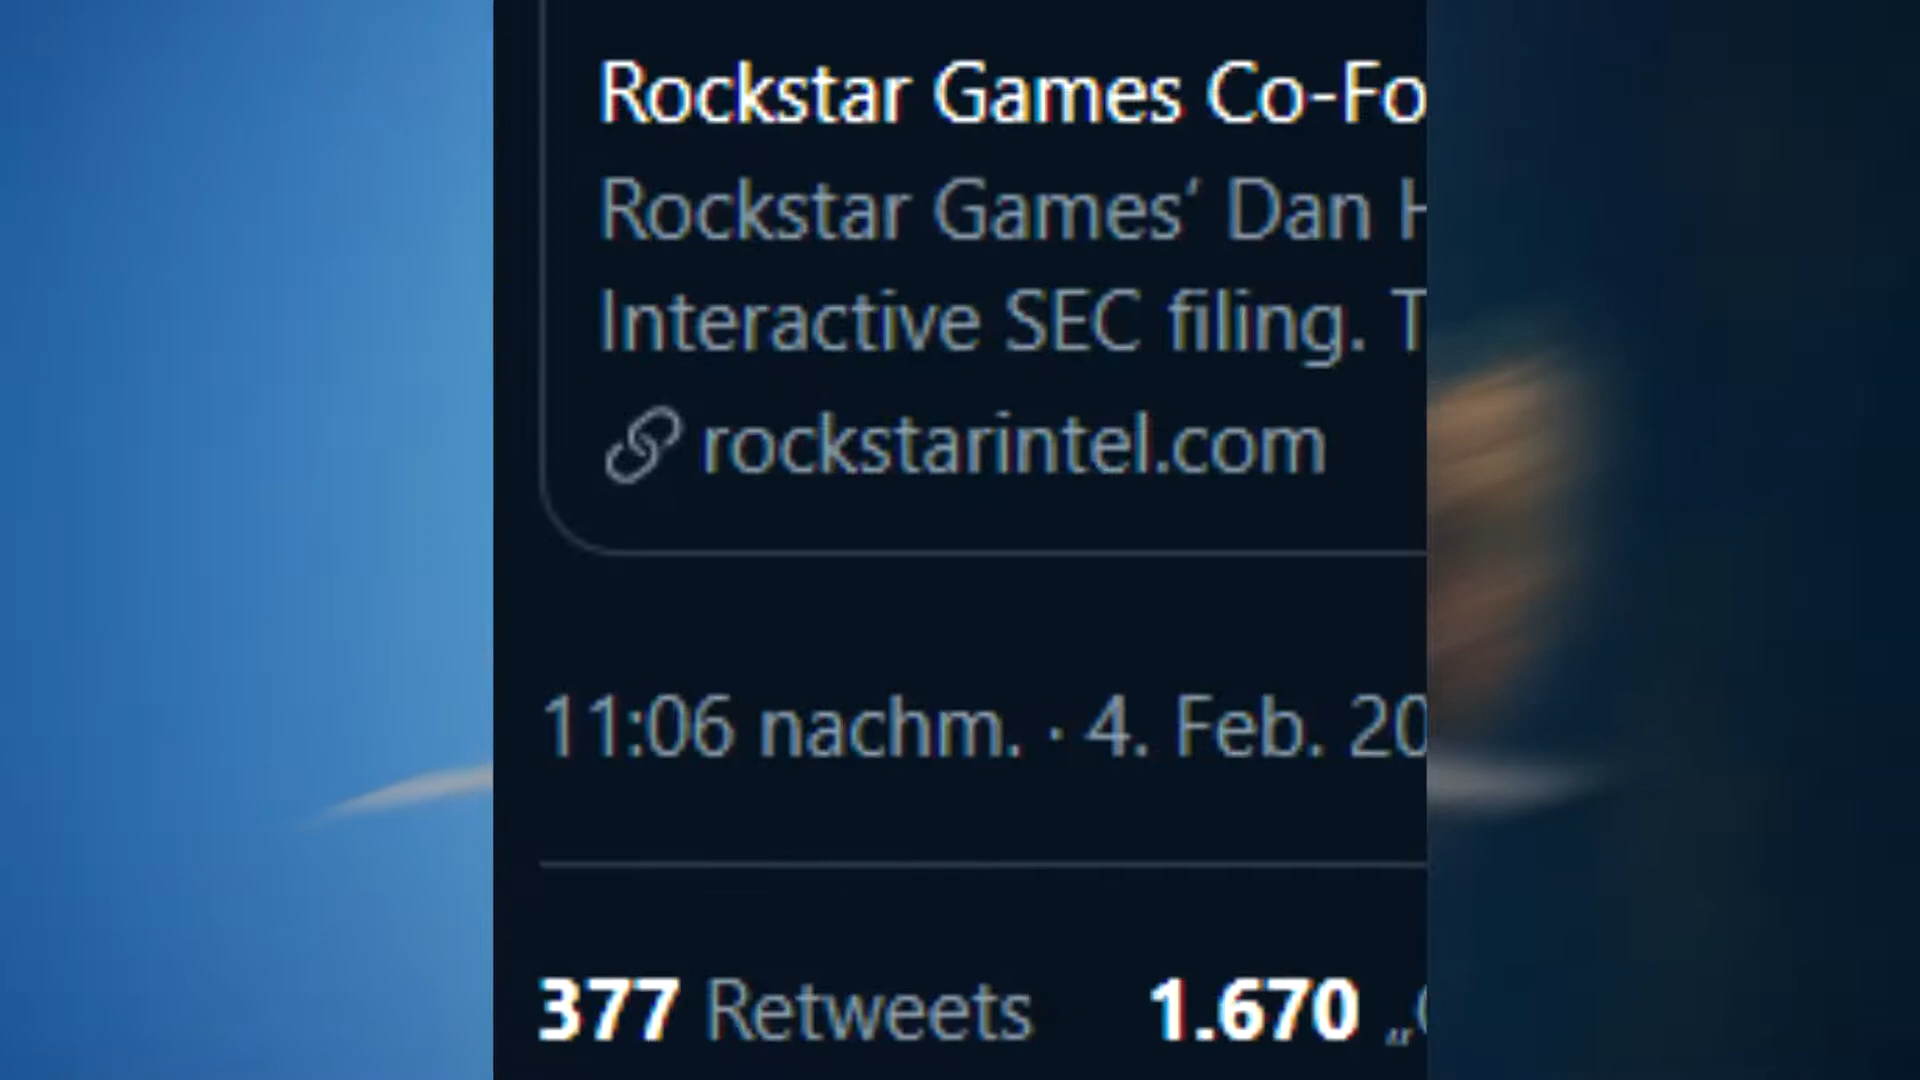 Rockstar Games Co-Fo
Rockstar Games’ Dan H
Interactive SEC filing. T
rockstarintel.com
11:06 nachm. · 4. Feb. 20
377 Retweets 1.670 „G